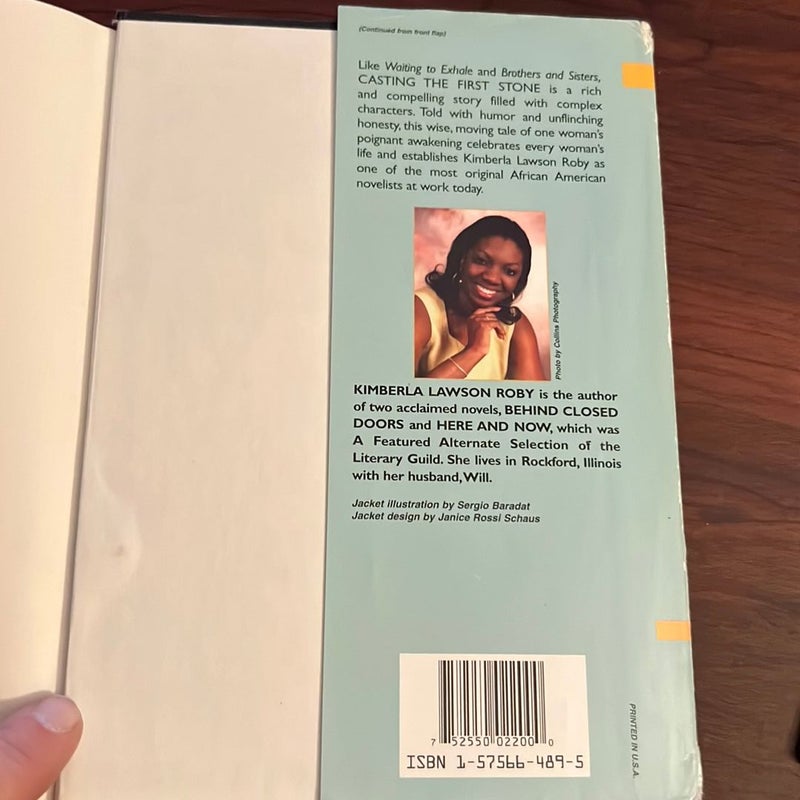 (Continued from front flap)
Like Waiting to Exhale and Brothers and Sisters,
CASTING THE FIRST STONE is a rich
and compelling story filled with complex
characters. Told with humor and unflinching
honesty, this wise, moving tale of one woman's
poignant awakening celebrates every woman's
life and establishes Kimberla Lawson Roby as
one of the most original African American
novelists at work today.
Photo by Collins Photography
KIMBERLA LAWSON ROBY is the author
of two acclaimed novels, BEHIND CLOSED
DOORS and HERE AND NOW, which was
A Featured Alternate Selection of the
Literary Guild. She lives in Rockford, Illinois
with her husband, Will.
Jacket illustration by Sergio Baradat
Jacket design by Janice Rossi Schaus
7 52550 02200 0
ISBN 1-57566-489-5
PRINTED IN U.S.A.